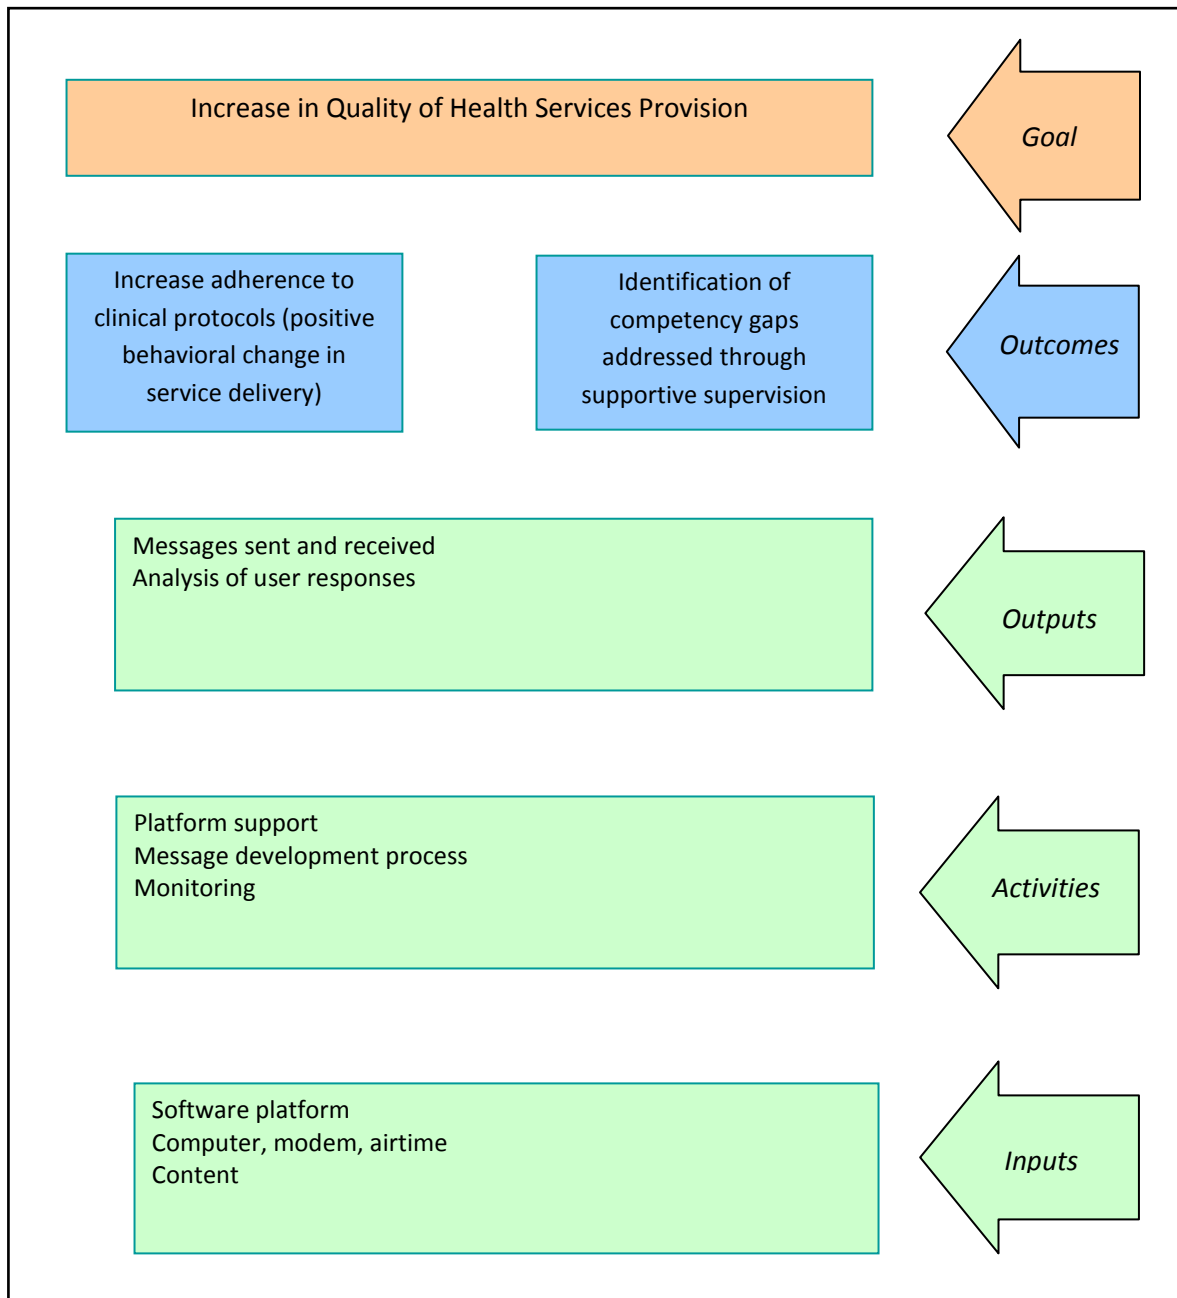 Increase in Quality of Health Services Provision
Goal
Increase adherence to
clinical protocols (positive
behavioral change in
service delivery)
Identification of
competency gaps
addressed through
supportive supervision
Outcomes
Messages sent and received
Analysis of user responses
Outputs
Platform support
Message development process
Monitoring
Activities
Software platform
Computer, modem, airtime
Content
Inputs